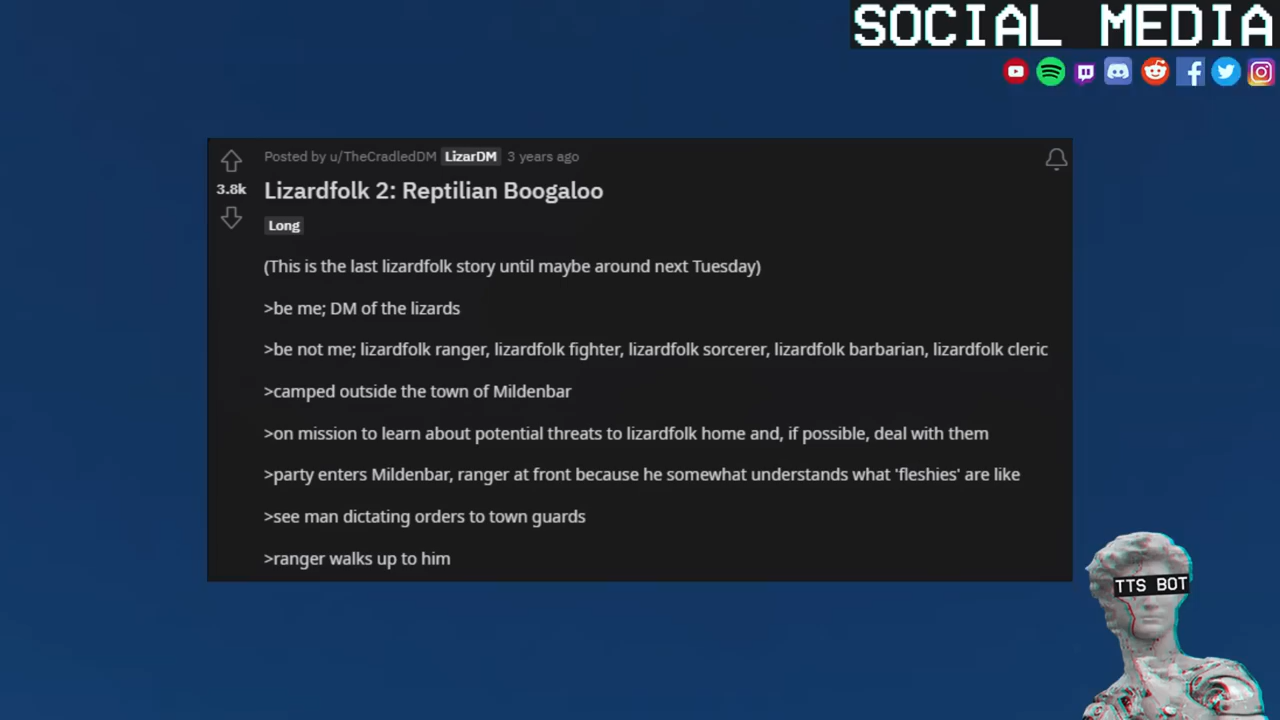 SOCIAL MEDIA
Posted by u/TheCradledDM LizarDM 3 years ago
3.8k
Lizardfolk 2: Reptilian Boogaloo
Long
(This is the last lizardfolk story until maybe around next Tuesday)
>be me; DM of the lizards
>be not me; lizardfolk ranger, lizardfolk fighter, lizardfolk sorcerer, lizardfolk barbarian, lizardfolk cleric
>camped outside the town of Mildenbar
>on mission to learn about potential threats to lizardfolk home and, if possible, deal with them
>party enters Mildenbar, ranger at front because he somewhat understands what 'fleshies' are like
>see man dictating orders to town guards
>ranger walks up to him
TTS BOT